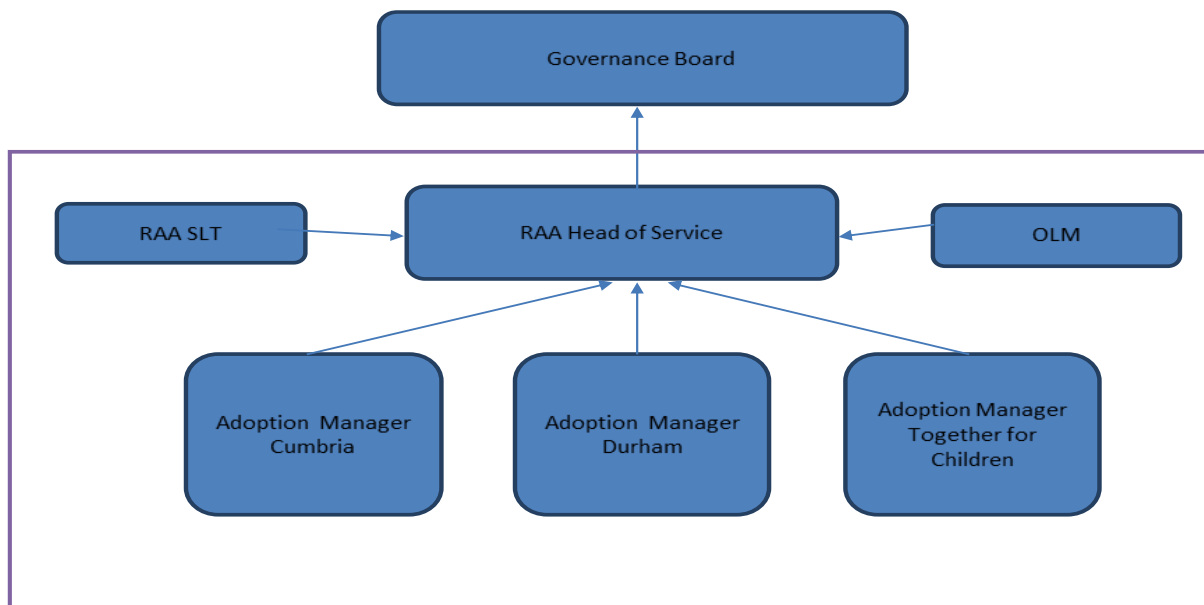 Governance Board
RAA SLT
RAA Head of Service
OLM
Adoption Manager
Cumbria
Adoption Manager
Durham
Adoption Manager
Together for
Children